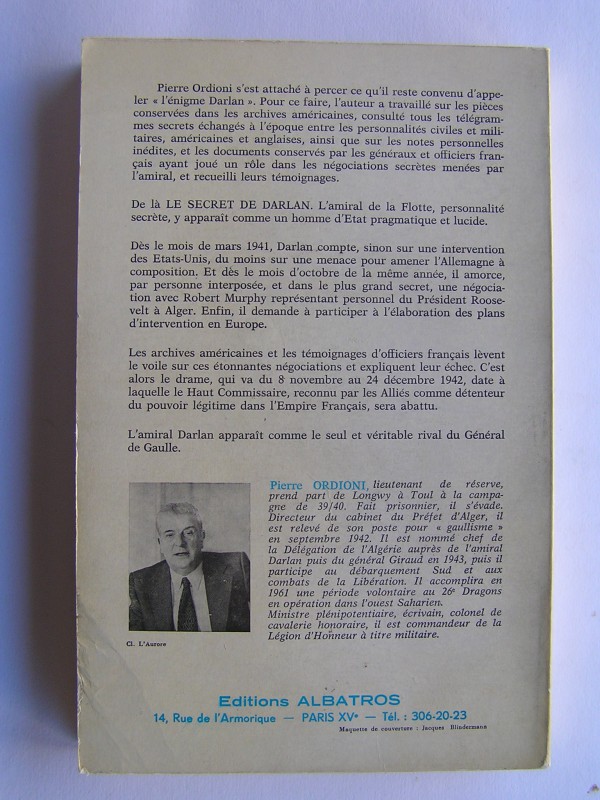 Pierre Ordioni s'est attaché à percer ce qu'il reste convenu d'appe-
ler « l'énigme Darlan ». Pour ce faire, l'auteur a travaillé sur les pièces
conservées dans les archives américaines, consulté tous les télégram-
mes secrets échangés à l'époque entre les personnalités civiles et mili-
taires, américaines et anglaises, ainsi que sur les notes personnelles
inédites, et les documents conservés par les généraux et officiers fran-
çais ayant joué un rôle dans les négociations secrètes menées par
l'amiral, et recueilli leurs témoignages.
De là LE SECRET DE DARLAN. L'amiral de la Flotte, personnalité
secrète, y apparaît comme un homme d'Etat pragmatique et lucide.
Dès le mois de mars 1941, Darlan compte, sinon sur une intervention
des Etats-Unis, du moins sur une menace pour amener l'Allemagne à
composition. Et dès le mois d'octobre de la même année, il amorce,
par personne interposée, et dans le plus grand secret, une négocia-
tion avec Robert Murphy représentant personnel du Président Roose-
velt à Alger. Enfin, il demande à participer à l'élaboration des plans
d'intervention en Europe.
Les archives américaines et les témoignages d'officiers français lèvent
le voile sur ces étonnantes négociations et expliquent leur échec. C'est
alors le drame, qui va du 8 novembre au 24 décembre 1942, date à
laquelle le Haut Commissaire, reconnu par les Alliés comme détenteur
du pouvoir légitime dans l'Empire Français, sera abattu.
L'amiral Darlan apparaît comme le seul et véritable rival du Général
de Gaulle.
Pierre ORDIONI, lieutenant de réserve,
prend part de Longwy à Toul à la campa-
gne de 39/40. Fait prisonnier, il s'évade.
Directeur du cabinet du Préfet d'Alger, il
est relevé de son poste pour « gaullisme »
en septembre 1942. Il est nommé chef de
la Délégation de l'Algérie auprès de l'amiral
Darlan puis du général Giraud en 1943, puis il
participe au débarquement Sud et aux
combats de la Libération. Il accomplira en
1961 une période volontaire au 26e Dragons
en opération dans l'ouest Saharien.
Ministre plénipotentiaire, écrivain, colonel de
cavalerie honoraire, il est commandeur de la
Légion d'Honneur à titre militaire.
Cl. L'Aurore
Editions ALBATROS
14, Rue de l'Armorique — PARIS XVe — Tél. : 306-20-23
Maquette de couverture : Jacques Blindermann